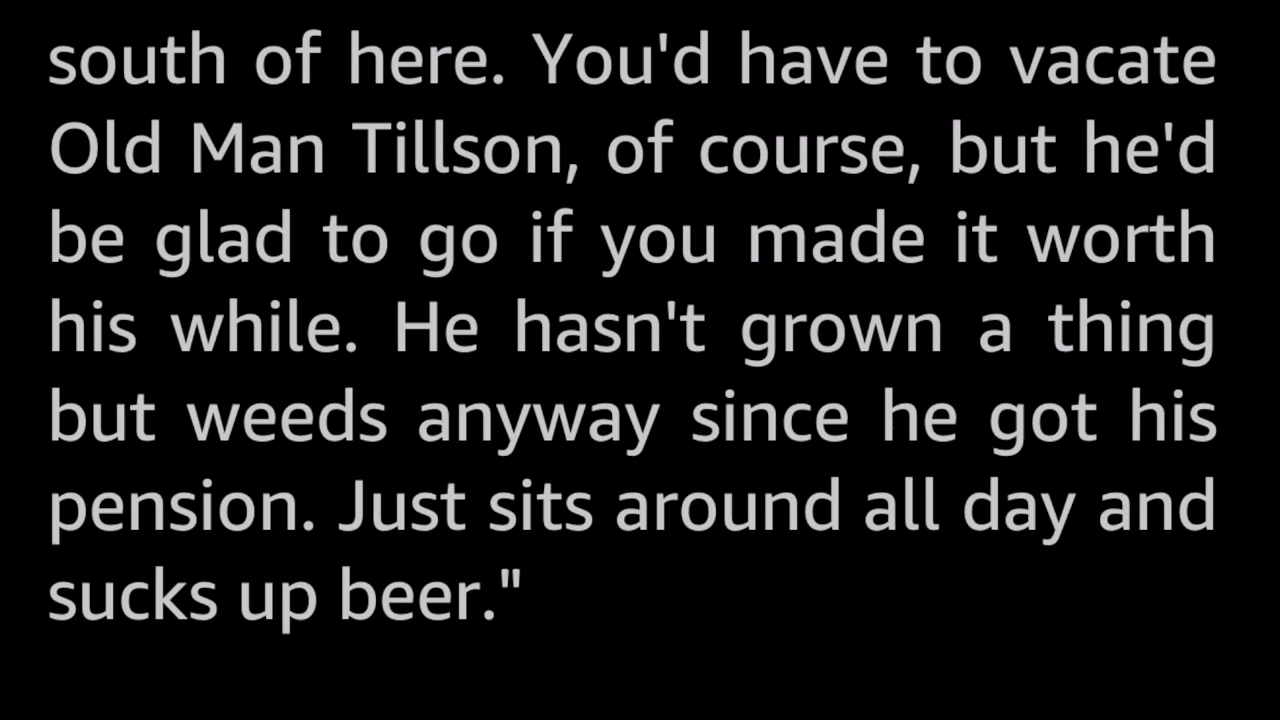 south of here. You'd have to vacate
Old Man Tillson, of course, but he'd
be glad to go if you made it worth
his while. He hasn't grown a thing
but weeds anyway since he got his
pension. Just sits around all day and
sucks up beer."